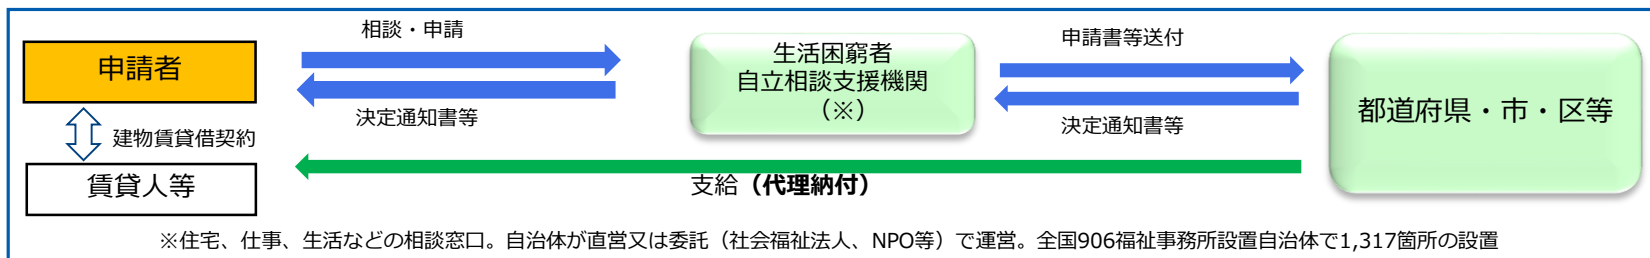 相談・申請
申請者
決定通知書等
建物賃貸借契約
賃貸人等
生活困窮者
自立相談支援機関
（※）
申請書等送付
決定通知書等
都道府県・市・区等
支給（代理納付）
※住宅、仕事、生活などの相談窓口。自治体が直営又は委託（社会福祉法人、NPO等）で運営。全国906福祉事務所設置自治体で1,317箇所の設置